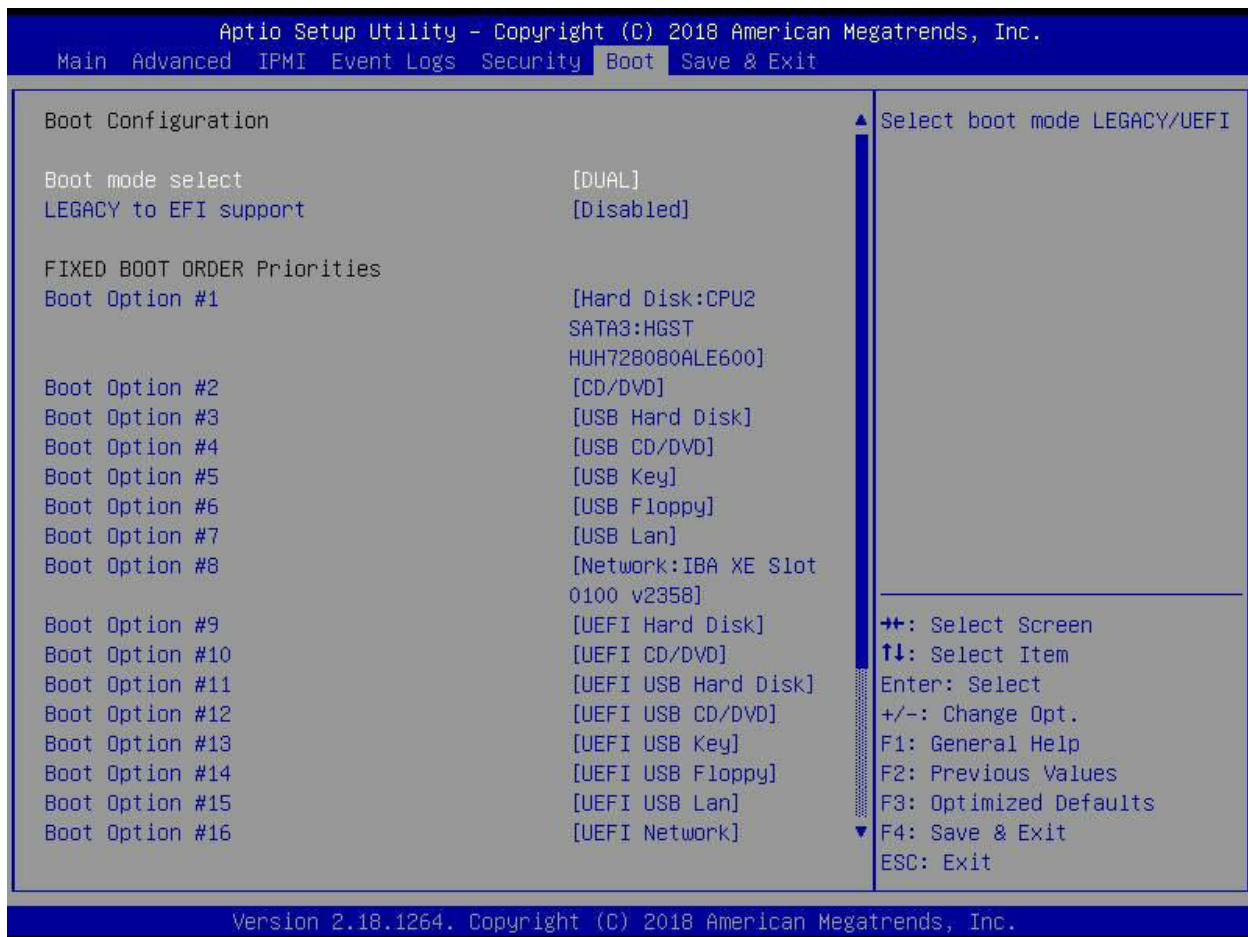 Aptio Setup Utility – Copyright (C) 2018 American Megatrends, Inc.
Main Advanced IPMI Event Logs Security Boot Save & Exit
Boot Configuration
Boot mode select [DUAL]
LEGACY to EFI support [Disabled]
FIXED BOOT ORDER Priorities
Boot Option #1 [Hard Disk:CPU2
SATA3:HGST
HUH728080ALE600]
Boot Option #2 [CD/DVD]
Boot Option #3 [USB Hard Disk]
Boot Option #4 [USB CD/DVD]
Boot Option #5 [USB Key]
Boot Option #6 [USB Floppy]
Boot Option #7 [USB Lan]
Boot Option #8 [Network:IBA XE Slot
0100 v2358]
Boot Option #9 [UEFI Hard Disk]
Boot Option #10 [UEFI CD/DVD]
Boot Option #11 [UEFI USB Hard Disk]
Boot Option #12 [UEFI USB CD/DVD]
Boot Option #13 [UEFI USB Key]
Boot Option #14 [UEFI USB Floppy]
Boot Option #15 [UEFI USB Lan]
Boot Option #16 [UEFI Network]
Select boot mode LEGACY/UEFI
→←: Select Screen
↑↓: Select Item
Enter: Select
+/-: Change Opt.
F1: General Help
F2: Previous Values
F3: Optimized Defaults
F4: Save & Exit
ESC: Exit
Version 2.18.1264. Copyright (C) 2018 American Megatrends, Inc.